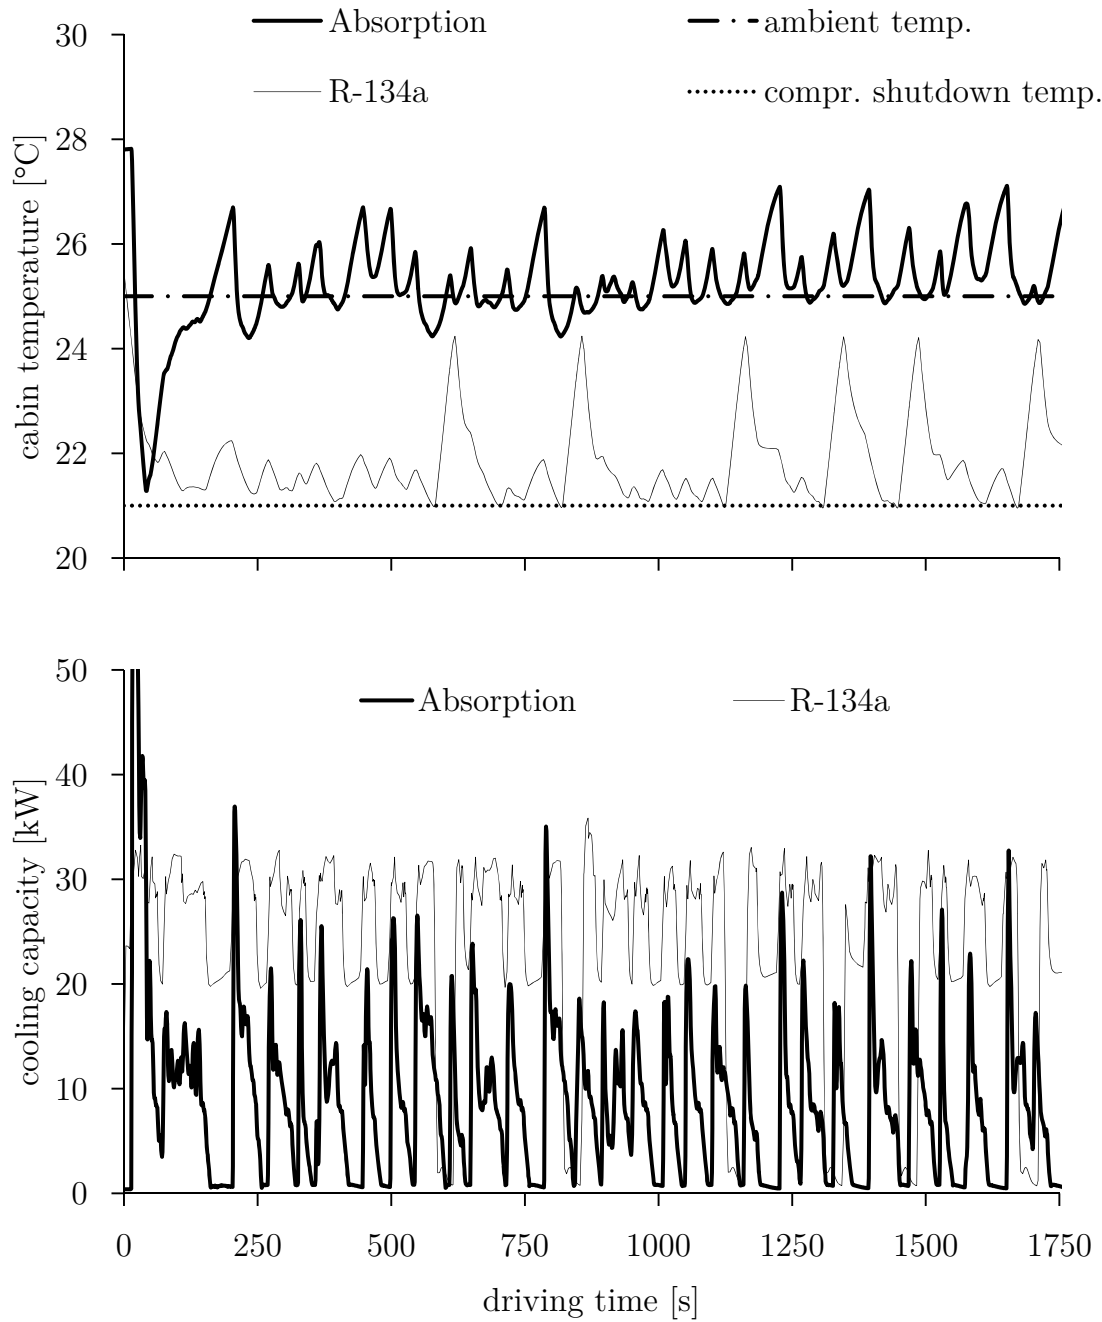 Absorption
ambient temp.
R-134a
compr. shutdown temp.
cabin temperature [°C]
30
28
26
24
22
20
Absorption
R-134a
cooling capacity [kW]
50
40
30
20
10
0
0 250 500 750 1000 1250 1500 1750
driving time [s]